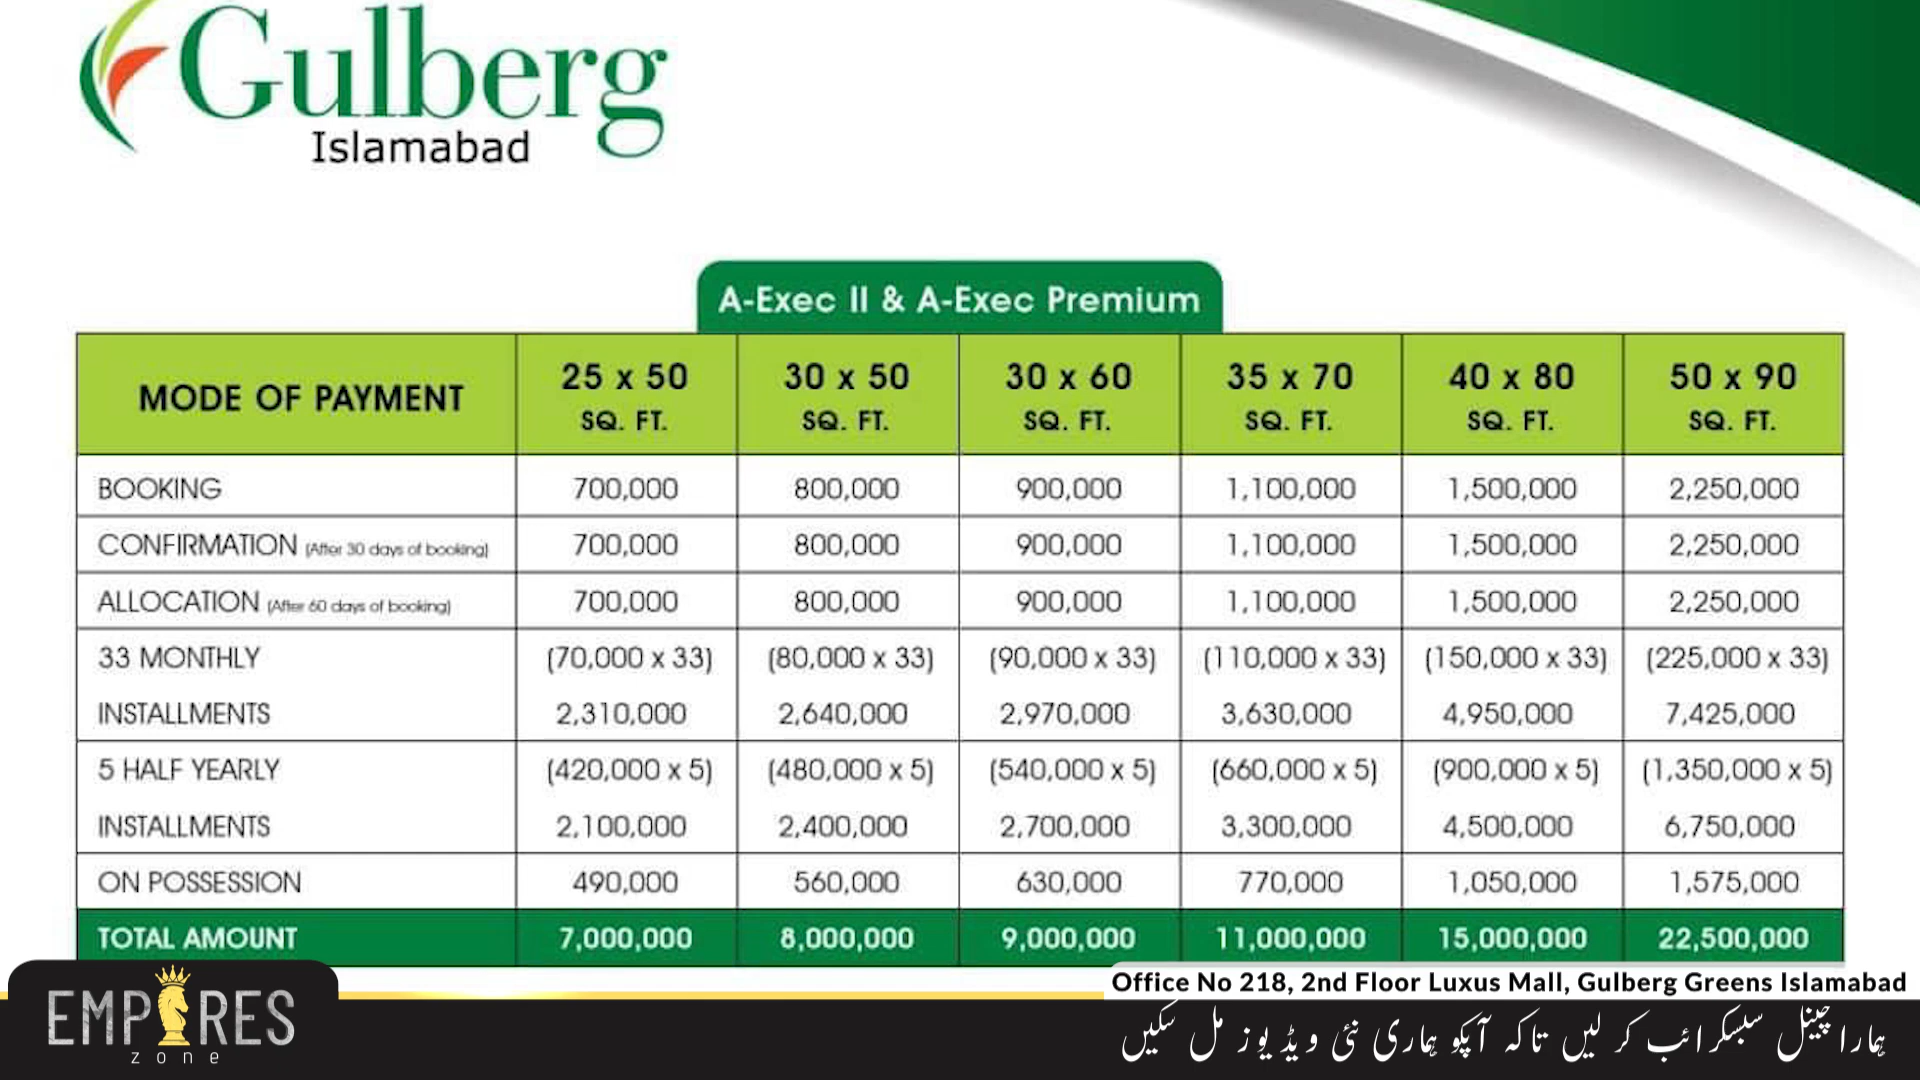 Gulberg
Islamabad
A-Exec II & A-Exec Premium
MODE OF PAYMENT 25 x 50 SQ. FT. 30 x 50 SQ. FT. 30 x 60 SQ. FT. 35 x 70 SQ. FT. 40 x 80 SQ. FT. 50 x 90 SQ. FT.
BOOKING 700,000 800,000 900,000 1,100,000 1,500,000 2,250,000
CONFIRMATION (After 30 days of booking) 700,000 800,000 900,000 1,100,000 1,500,000 2,250,000
ALLOCATION (After 60 days of booking) 700,000 800,000 900,000 1,100,000 1,500,000 2,250,000
33 MONTHLY (70,000 x 33) (80,000 x 33) (90,000 x 33) (110,000 x 33) (150,000 x 33) (225,000 x 33)
INSTALLMENTS 2,310,000 2,640,000 2,970,000 3,630,000 4,950,000 7,425,000
5 HALF YEARLY (420,000 x 5) (480,000 x 5) (540,000 x 5) (660,000 x 5) (900,000 x 5) (1,350,000 x 5)
INSTALLMENTS 2,100,000 2,400,000 2,700,000 3,300,000 4,500,000 6,750,000
ON POSSESSION 490,000 560,000 630,000 770,000 1,050,000 1,575,000
TOTAL AMOUNT 7,000,000 8,000,000 9,000,000 11,000,000 15,000,000 22,500,000
Office No 218, 2nd Floor Luxus Mall, Gulberg Greens Islamabad
EMPIRES
zone
ہمارا چینل سبسکرائب کر لیں تاکہ آپکو ہماری نئی ویڈیوز مل سکیں